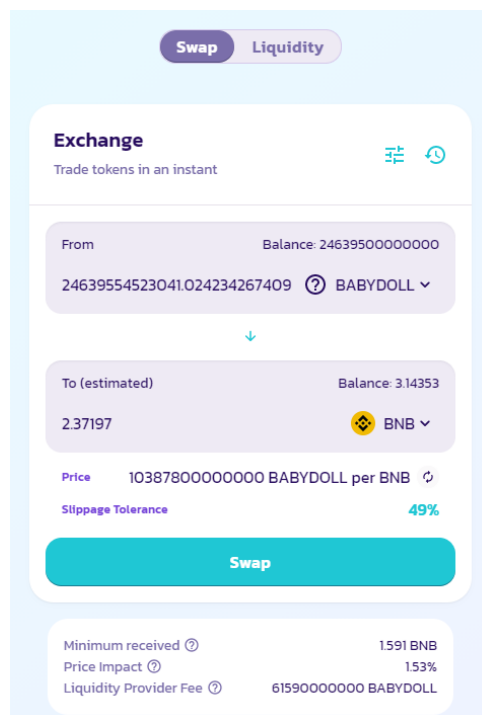 Swap Liquidity
Exchange
Trade tokens in an instant
From Balance: 24639500000000
24639554523041.024234267409 BABYDOLL
To (estimated) Balance: 3.14353
2.37197 BNB
Price 10387800000000 BABYDOLL per BNB
Slippage Tolerance 49%
Swap
Minimum received 1.591 BNB
Price Impact 1.53%
Liquidity Provider Fee 61590000000 BABYDOLL